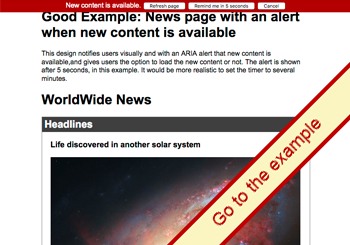 New content is available. Refresh page Remind me in 5 seconds Cancel
Good Example: News page with an alert
when new content is available
This design notifies users visually and with an ARIA alert that new content is
available,and gives users the option to load the new content or not. The alert is shown
after 5 seconds, in this example. It would be more realistic to set the timer to several
minutes.
WorldWide News
Headlines
Life discovered in another solar system
Go to the example